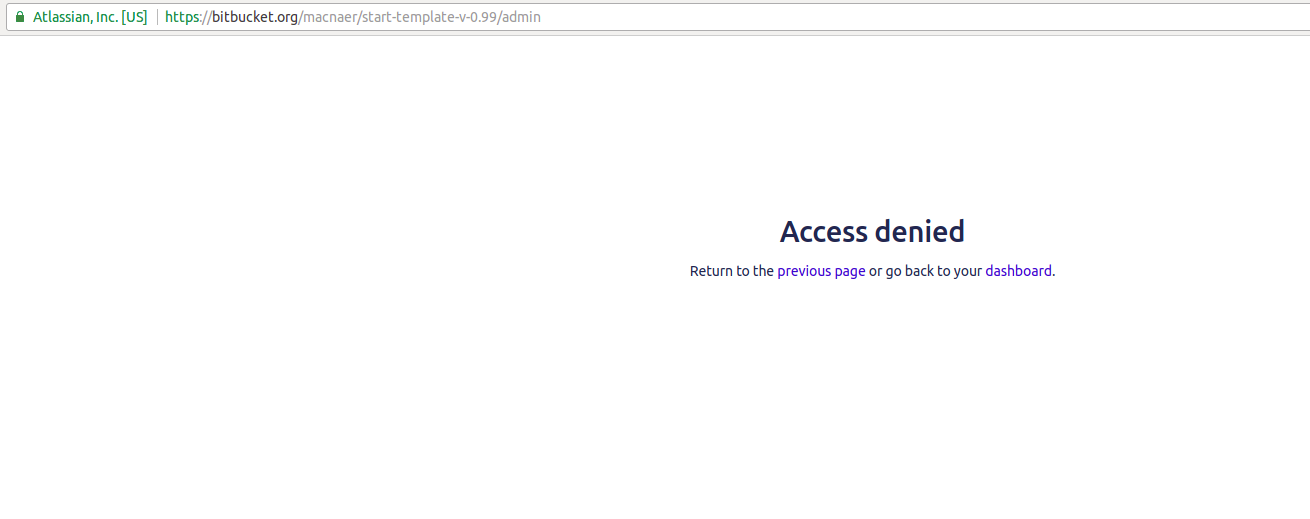 Atlassian, Inc. [US] https://bitbucket.org/macnaer/start-template-v-0.99/admin
Access denied
Return to the previous page or go back to your dashboard.